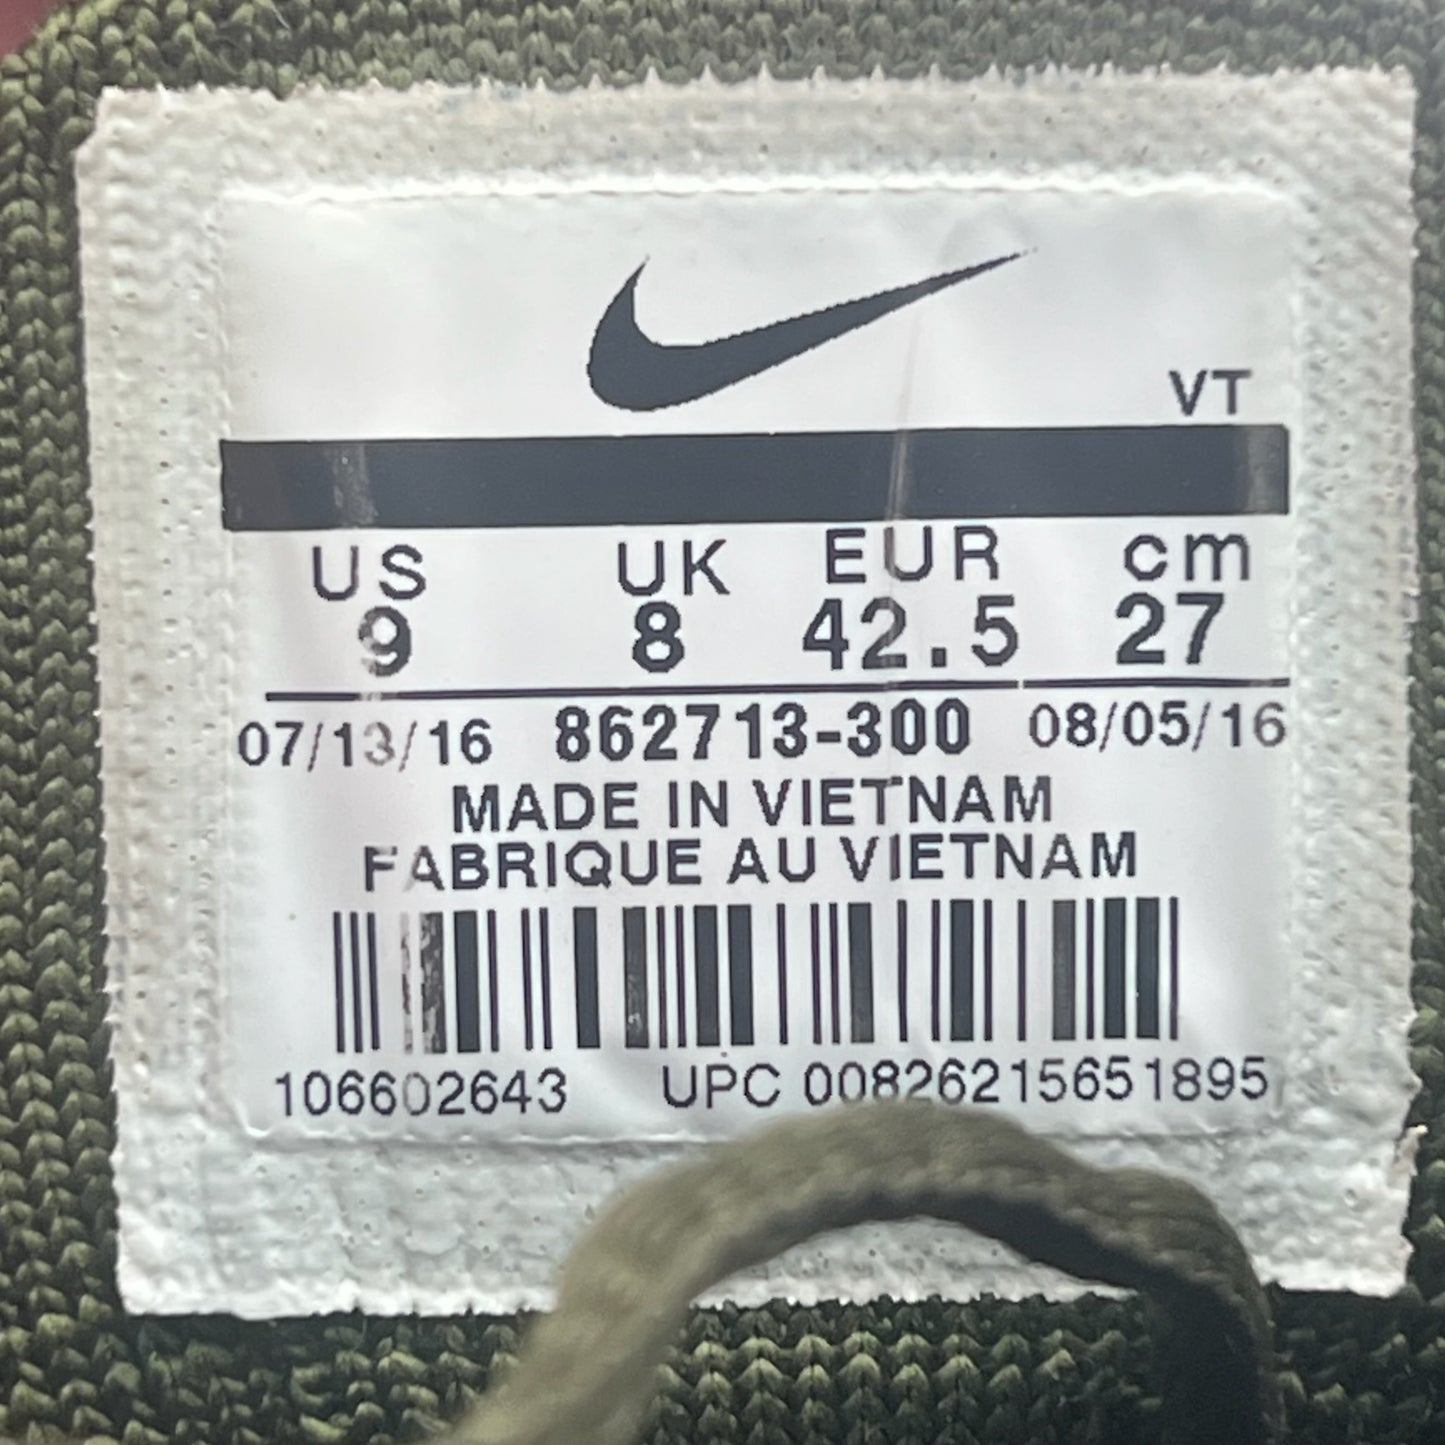 VT
US UK EUR cm
9 8 42.5 27
07/13/16 862713-300 08/05/16
MADE IN VIETNAM
FABRIQUE AU VIETNAM
106602643 UPC 00826215651895